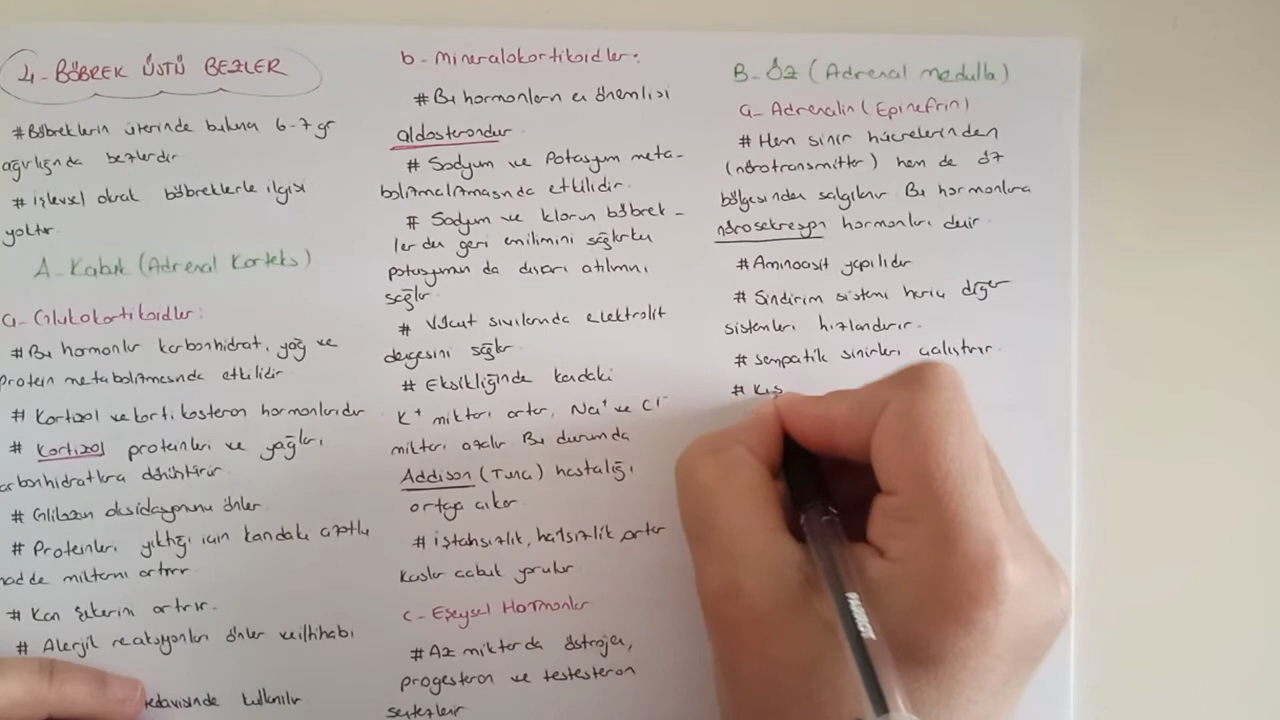 4- BÖBREK ÜSTÜ BEZLER
#Böbreklerin üzerinde bulunan 6-7 gr
ağırlığında bezlerdir
# işlevsel olarak böbreklerle ilgisi
yoktur.
A- Kabuk (Adrenal Korteks)
a- Glukokortikoidler:
#Bu hormonlar karbonhidrat, yağ ve
Protein metabolizmasında etkilidir.
# Kortizol ve kortikosteron hormonlarıdır
# Kortizol proteinleri ve yağları
karbonhidratlara dönüştürür.
# Glikozun oksidasyonunu önler
# Proteinleri yıktığı için kandaki azotlu
madde miktarını artırır
# Kan şekerini artırır.
# Alerjik reaksiyonları önler ve iltihabı
tedavisinde kullanılır
b- Mineralokortikoidler:
#Bu hormonların en önemlisi
aldosterondur
# Sodyum ve Potasyum meta-
bolizmalarmasında etkilidir.
# Sodyum ve klorun böbrek-
lerden geri emilimini sağlarken
potasyumun da dışarı atılmını
sağlar.
# Vücut sıvılarında elektrolit
dengesini sağlar
# Eksikliğinde kandaki
K⁺ miktarı artar, Na⁺ ve Cl⁻
miktarı azalır. Bu durumda
Addison (Tunç) hastalığı
ortaya çıkar.
# iştahsızlık, halsizlik artar
Kaslar çabuk yorulur
c- Eşeysel Hormonlar
#Az miktarda östrojen,
progesteron ve testesteron
sentezlenir
B- Öz (Adrenal medulla)
a- Adrenalin (Epinefrin)
# Hem sinir hücrelerinden
(nörotransmitter) hem de öz
bölgesinden salgılanır Bu hormonlara
nörosekresyon hormonları denir.
#Aminoasit yapılıdır
# Sindirim sistemi hariç diğer
sistemleri hızlandırır.
# Sempatik sinirleri çalıştırır.
# Kış
PENSAN